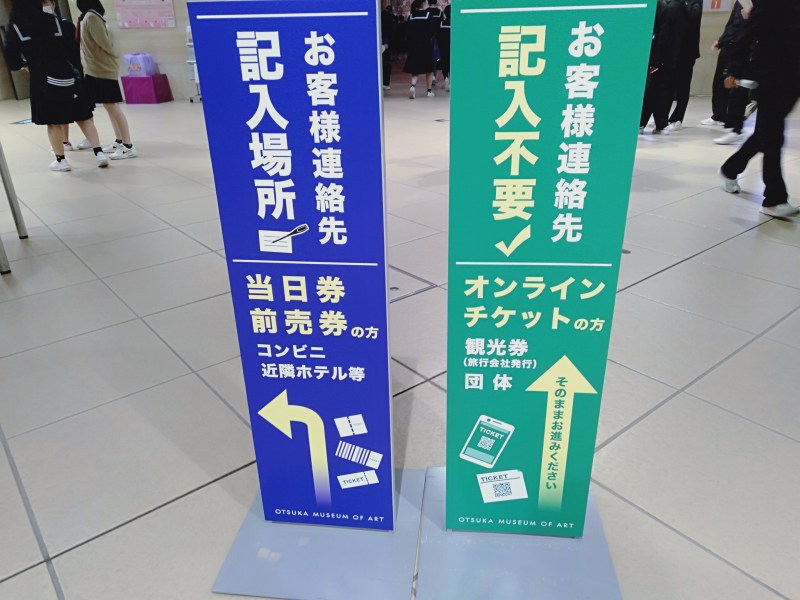 お客様連絡先
記入場所
当日券
前売券の方
コンビニ
近隣ホテル等
TICKET
OTSUKA MUSEUM OF ART
お客様連絡先
記入不要
オンライン
チケットの方
観光券
(旅行会社発行)
団体
そのままお進みください
TICKET
TICKET
OTSUKA MUSEUM OF ART